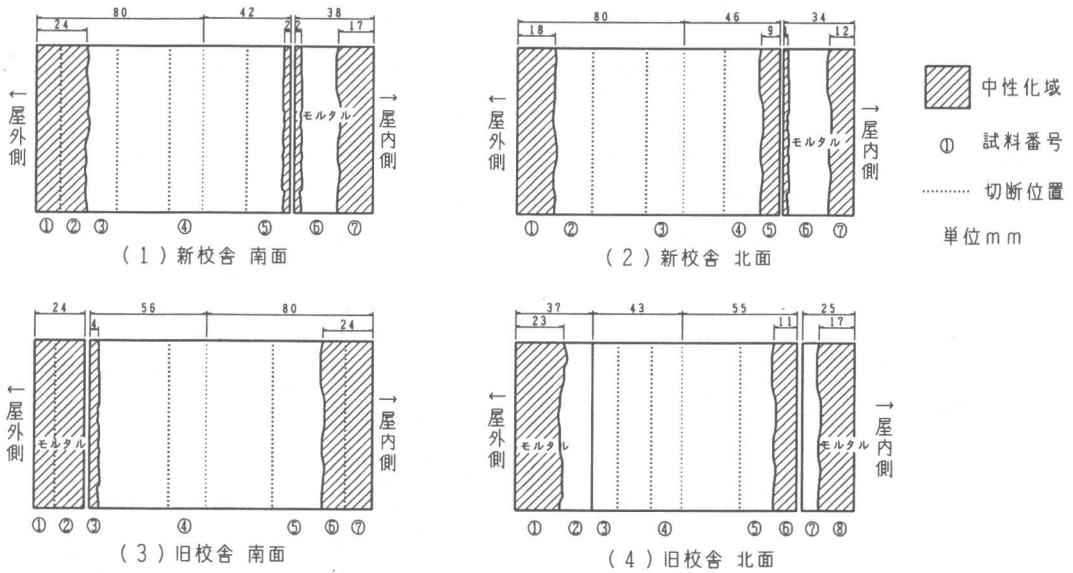 80 42 38
24 2 2 17
←屋外側
モルタル
→屋内側
① ② ③ ④ ⑤ ⑥ ⑦
(1)新校舎 南面
80 46 34
18 9 1 12
←屋外側
モルタル
→屋内側
① ② ③ ④ ⑤ ⑥ ⑦
(2)新校舎 北面
中性化域
① 試料番号
切断位置
単位mm
24 56 80
4 24
←屋外側
モルタル
→屋内側
① ② ③ ④ ⑤ ⑥ ⑦
(3)旧校舎 南面
37 43 55 25
23 11 17
←屋外側
モルタル
モルタル
→屋内側
① ② ③ ④ ⑤ ⑥ ⑦ ⑧
(4)旧校舎 北面